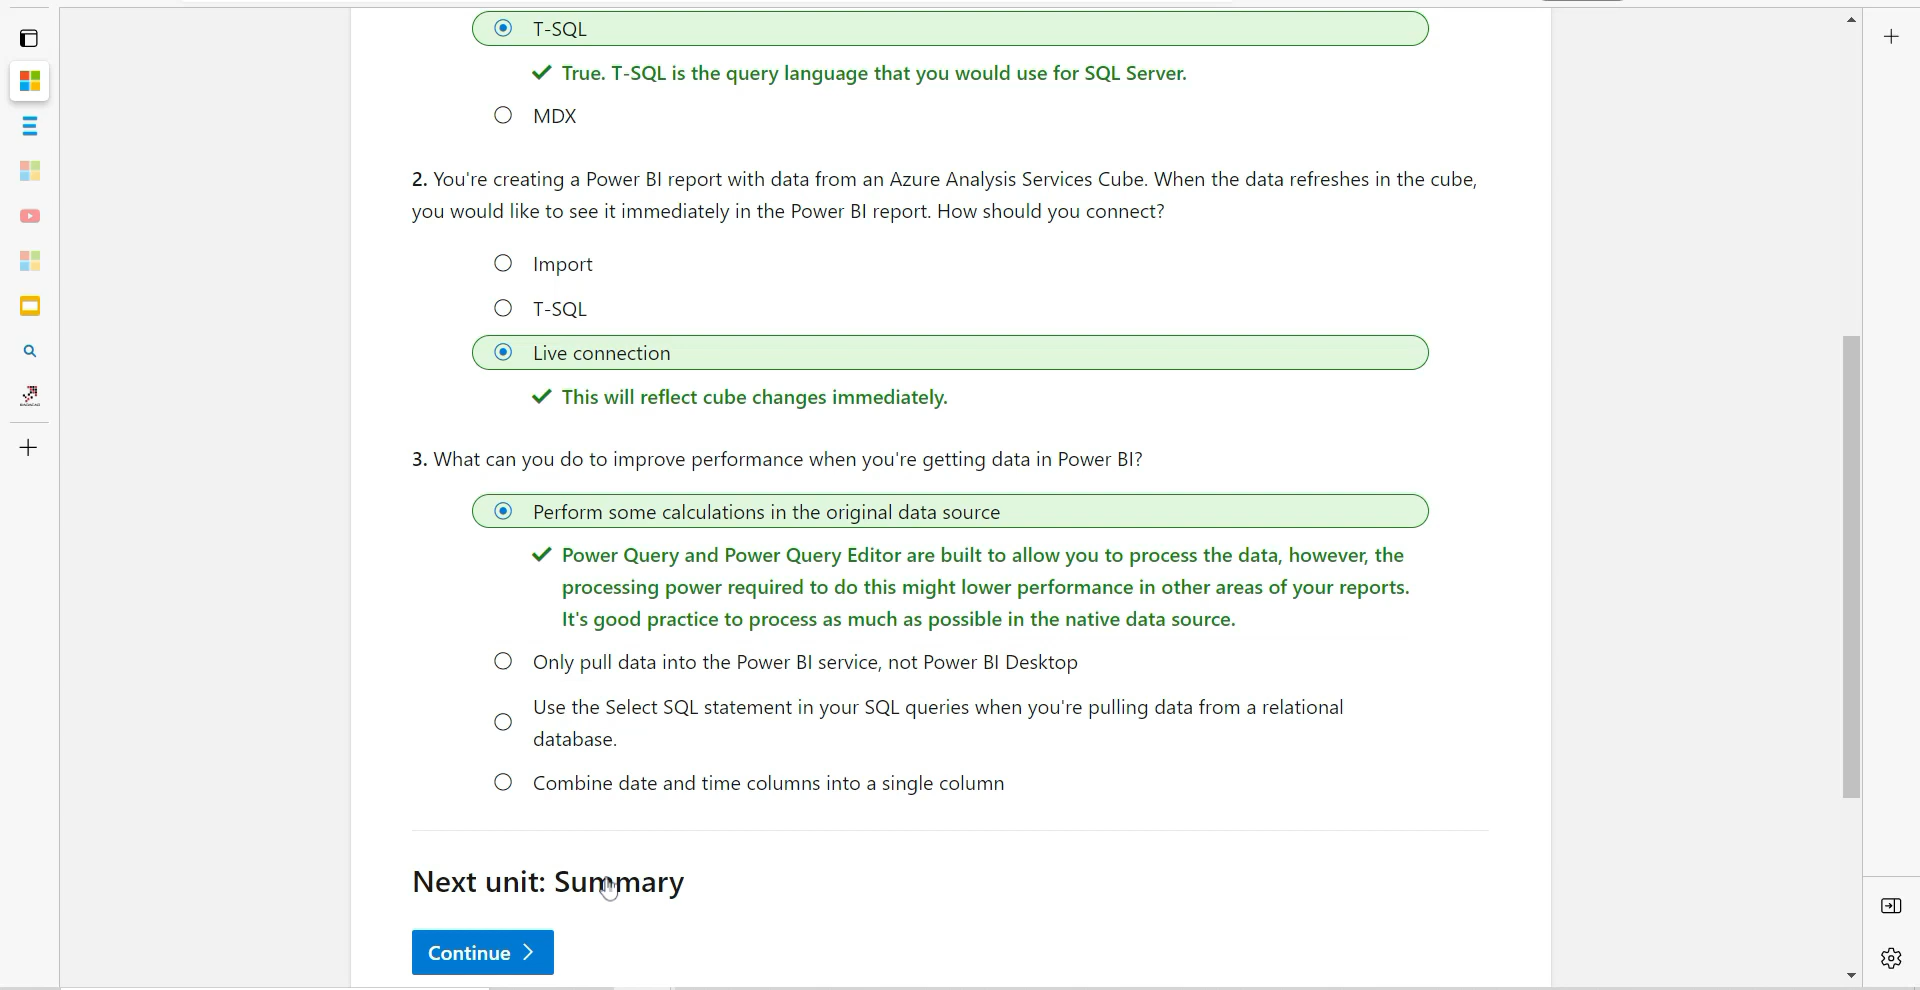 T-SQL
True. T-SQL is the query language that you would use for SQL Server.
MDX
2. You're creating a Power BI report with data from an Azure Analysis Services Cube. When the data refreshes in the cube,
you would like to see it immediately in the Power BI report. How should you connect?
Import
T-SQL
Live connection
This will reflect cube changes immediately.
3. What can you do to improve performance when you're getting data in Power BI?
Perform some calculations in the original data source
Power Query and Power Query Editor are built to allow you to process the data, however, the
processing power required to do this might lower performance in other areas of your reports.
It's good practice to process as much as possible in the native data source.
Only pull data into the Power BI service, not Power BI Desktop
Use the Select SQL statement in your SQL queries when you're pulling data from a relational
database.
Combine date and time columns into a single column
Next unit: Summary
Continue